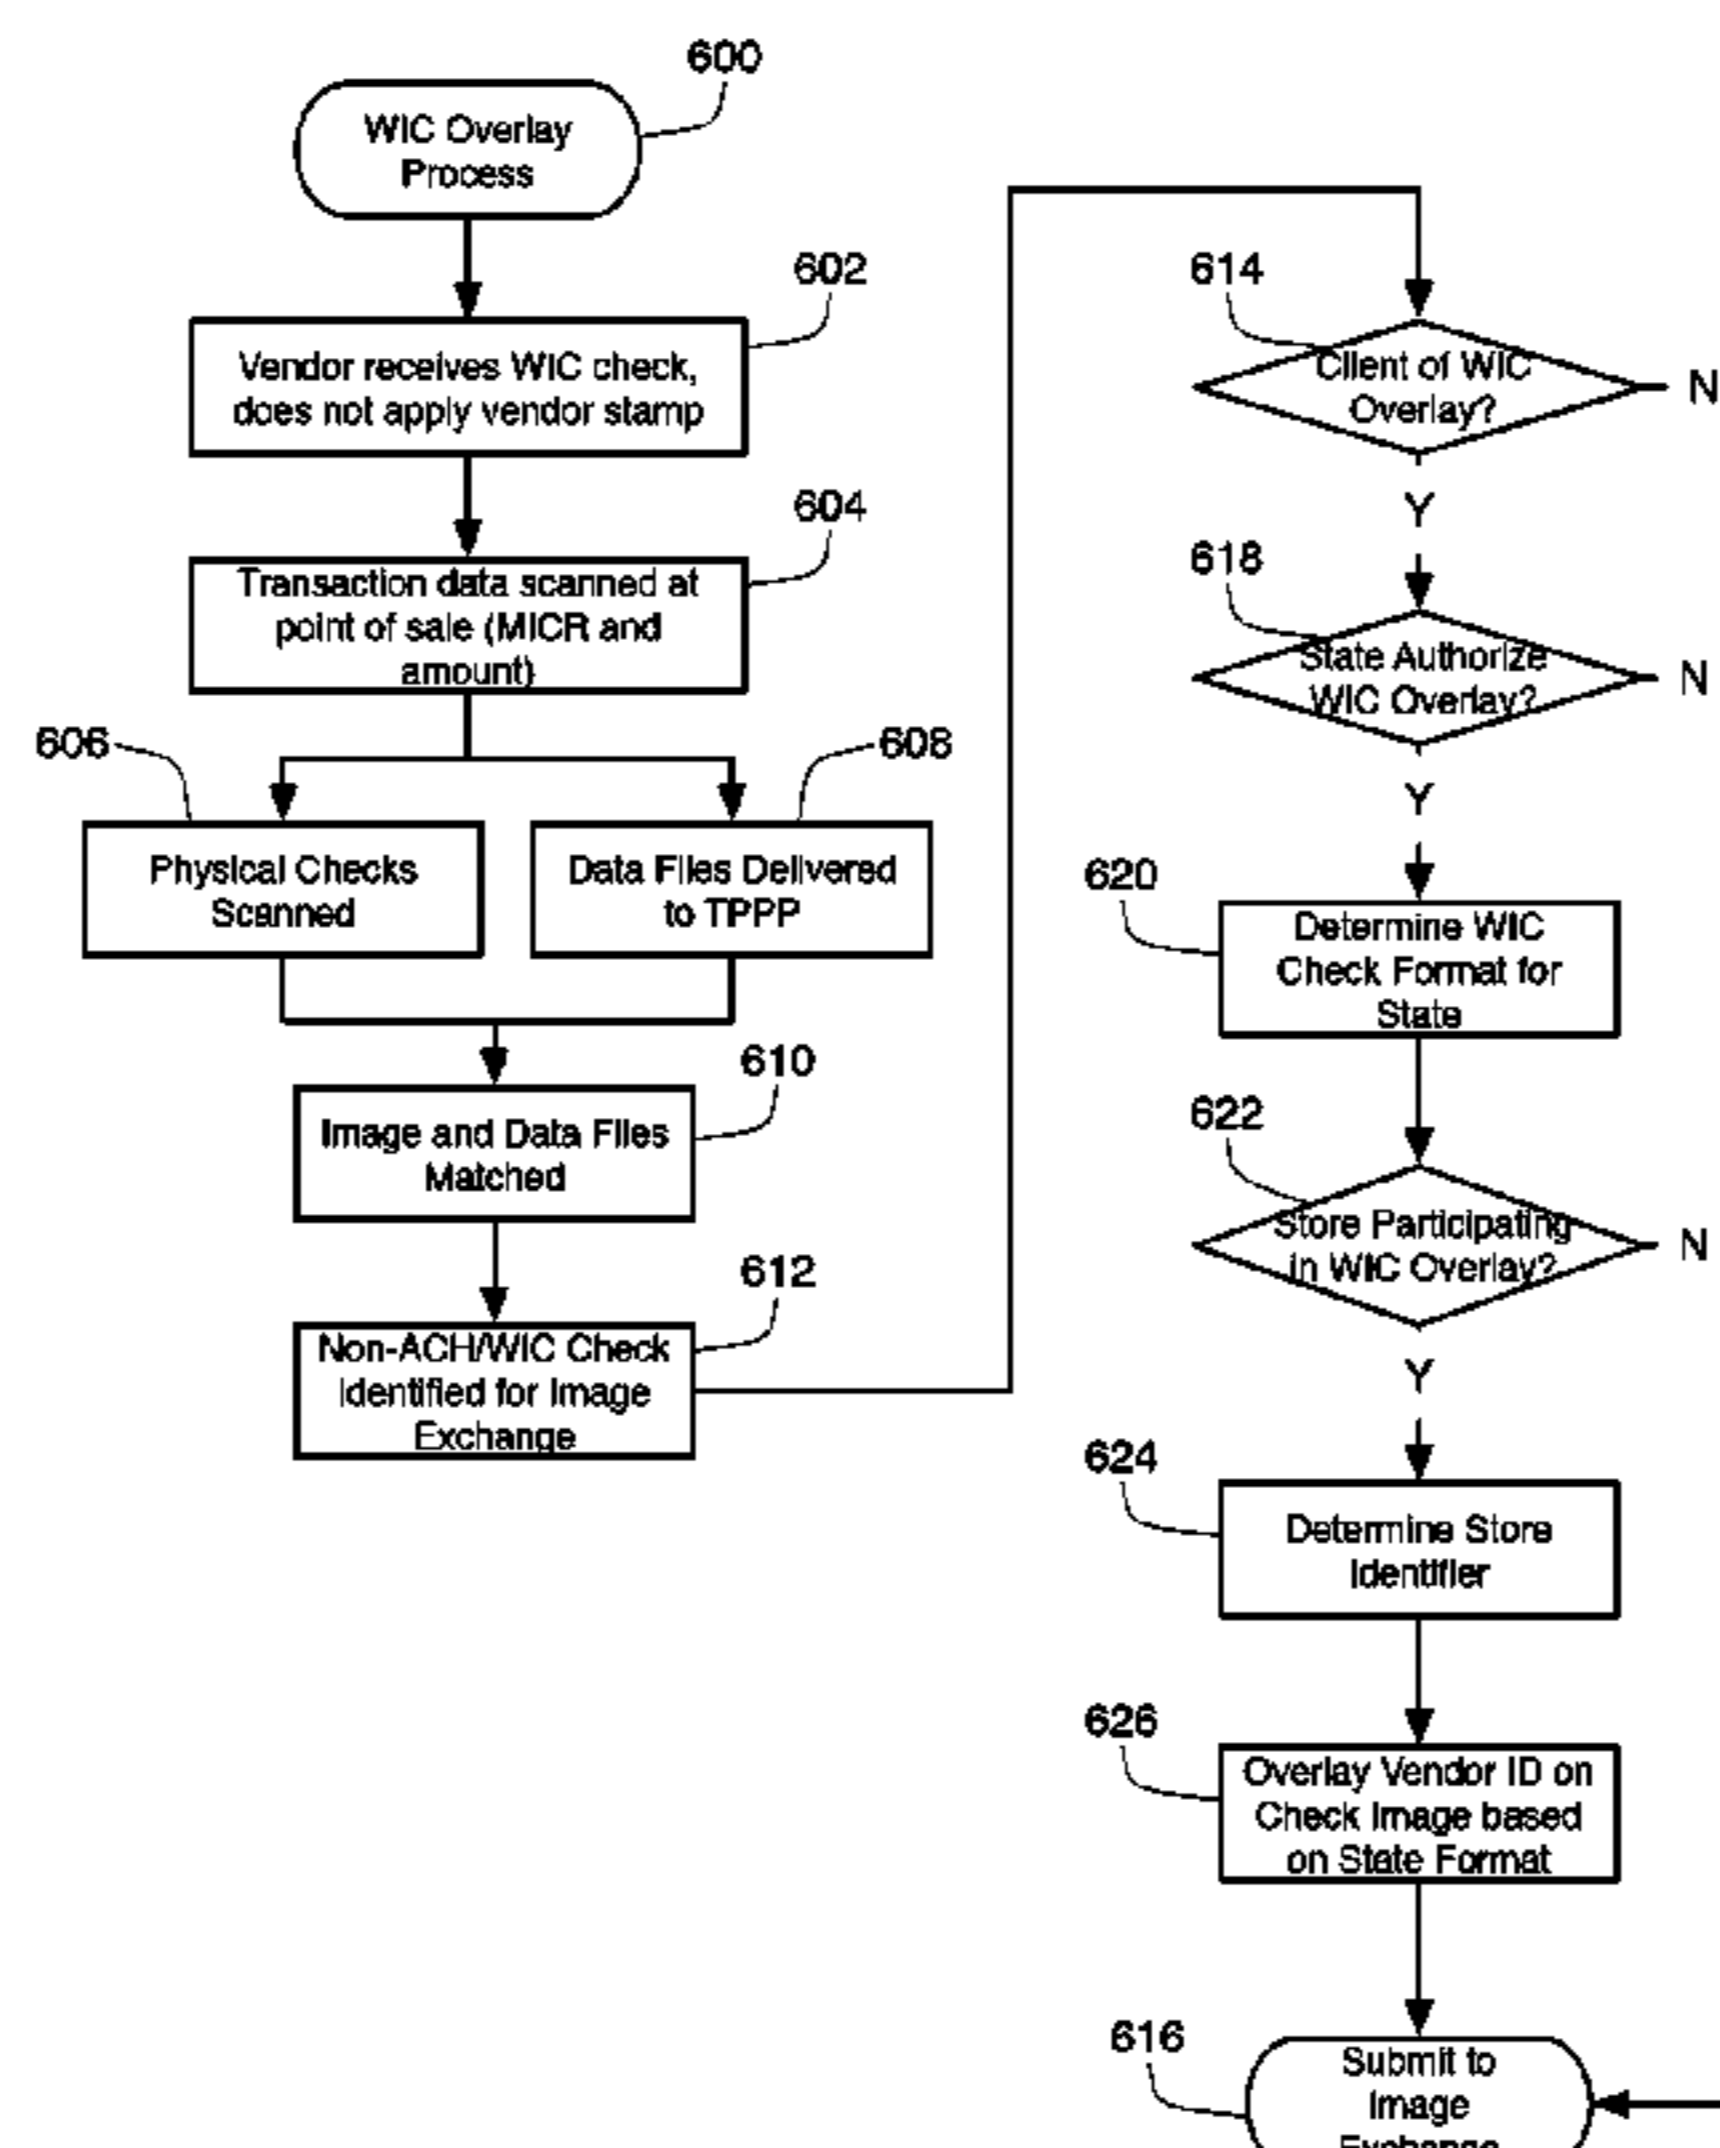 600
WIC Overlay
Process
602
Vendor receives WIC check,
does not apply vendor stamp
604
Transaction data scanned at
point of sale (MICR and
amount)
606
608
Physical Checks
Scanned
Data Files Delivered
to TPPP
610
Image and Data Files
Matched
612
Non-ACH/WIC Check
Identified for Image
Exchange
614
Client of WIC
Overlay?
N
Y
618
State Authorize
WIC Overlay?
N
Y
620
Determine WIC
Check Format for
State
622
Store Participating
in WIC Overlay?
N
Y
624
Determine Store
Identifier
626
Overlay Vendor ID on
Check Image based
on State Format
616
Submit to
Image
Exchange